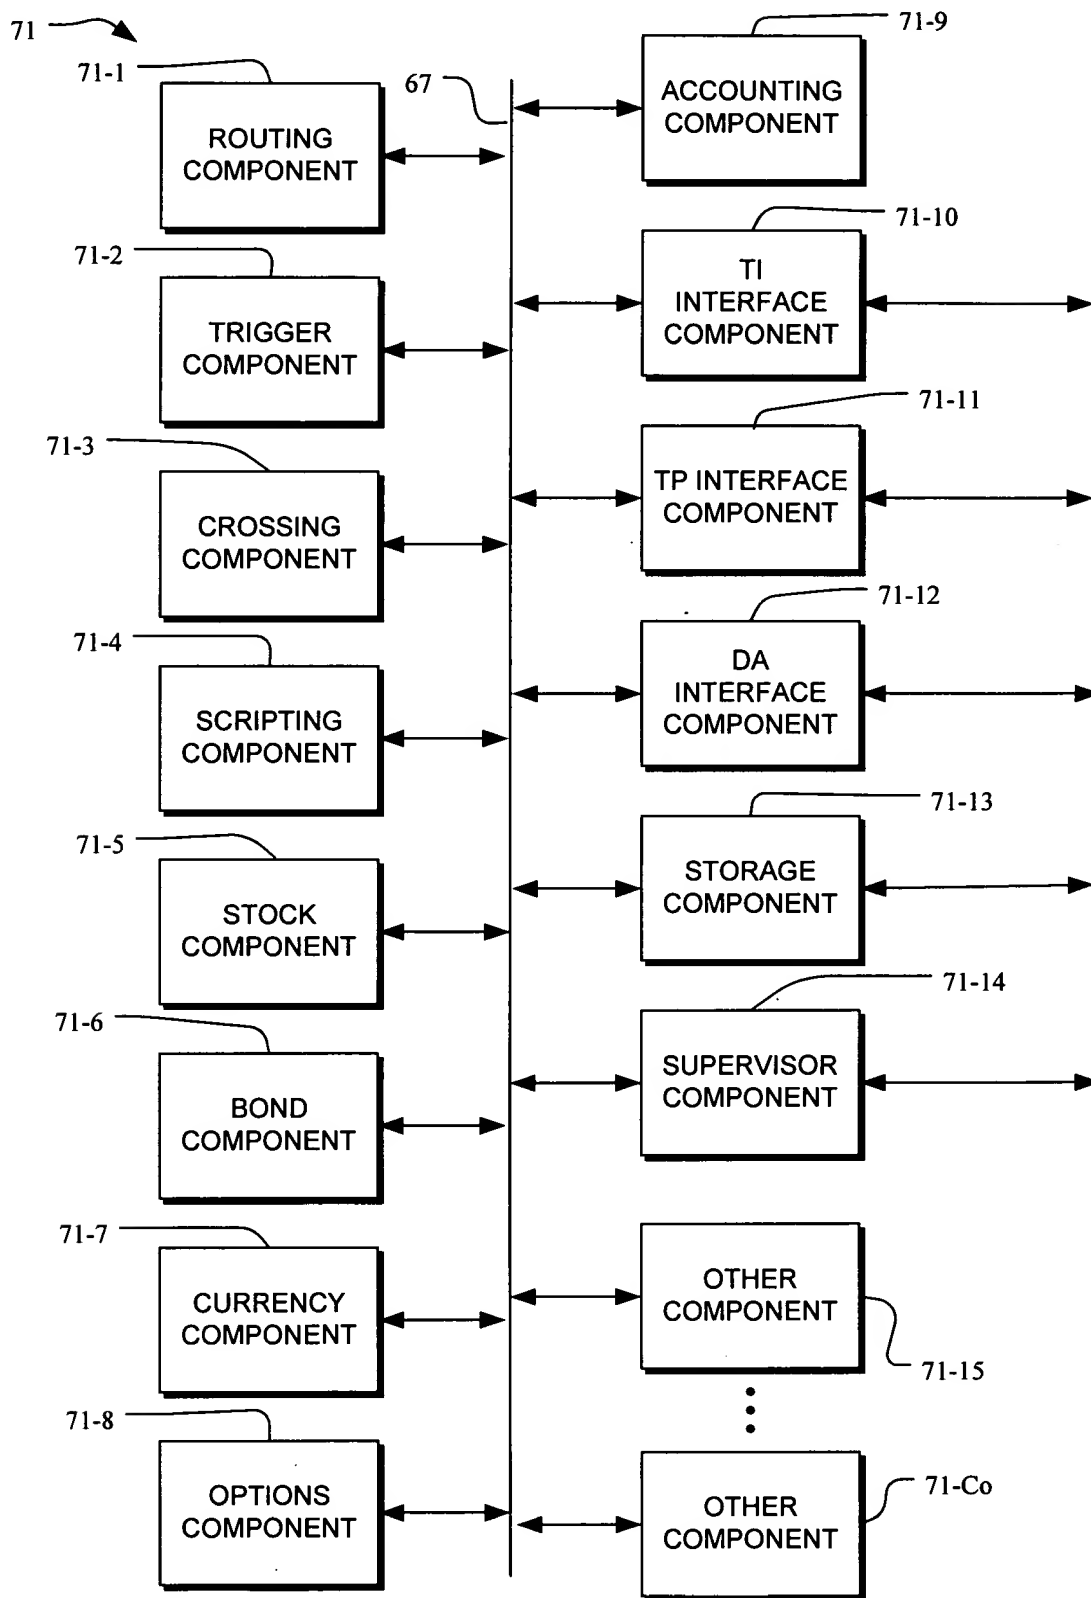 71
71-1
ROUTING
COMPONENT
71-2
TRIGGER
COMPONENT
71-3
CROSSING
COMPONENT
71-4
SCRIPTING
COMPONENT
71-5
STOCK
COMPONENT
71-6
BOND
COMPONENT
71-7
CURRENCY
COMPONENT
71-8
OPTIONS
COMPONENT
67
71-9
ACCOUNTING
COMPONENT
71-10
TI
INTERFACE
COMPONENT
71-11
TP INTERFACE
COMPONENT
71-12
DA
INTERFACE
COMPONENT
71-13
STORAGE
COMPONENT
71-14
SUPERVISOR
COMPONENT
OTHER
COMPONENT
71-15
71-Co
OTHER
COMPONENT